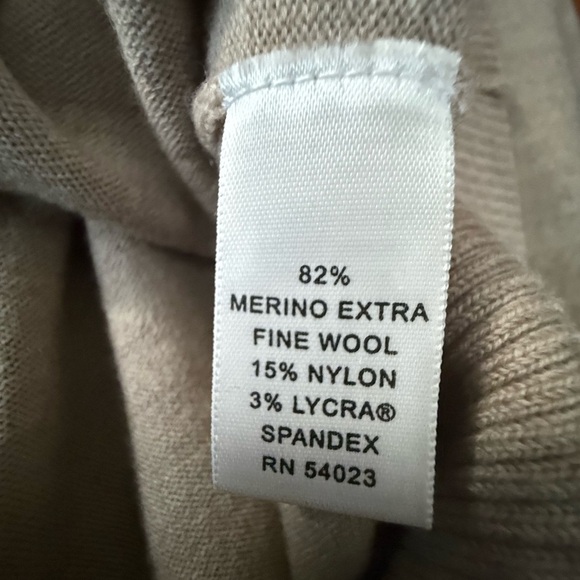 82%
MERINO EXTRA
FINE WOOL
15% NYLON
3% LYCRA®
SPANDEX
RN 54023